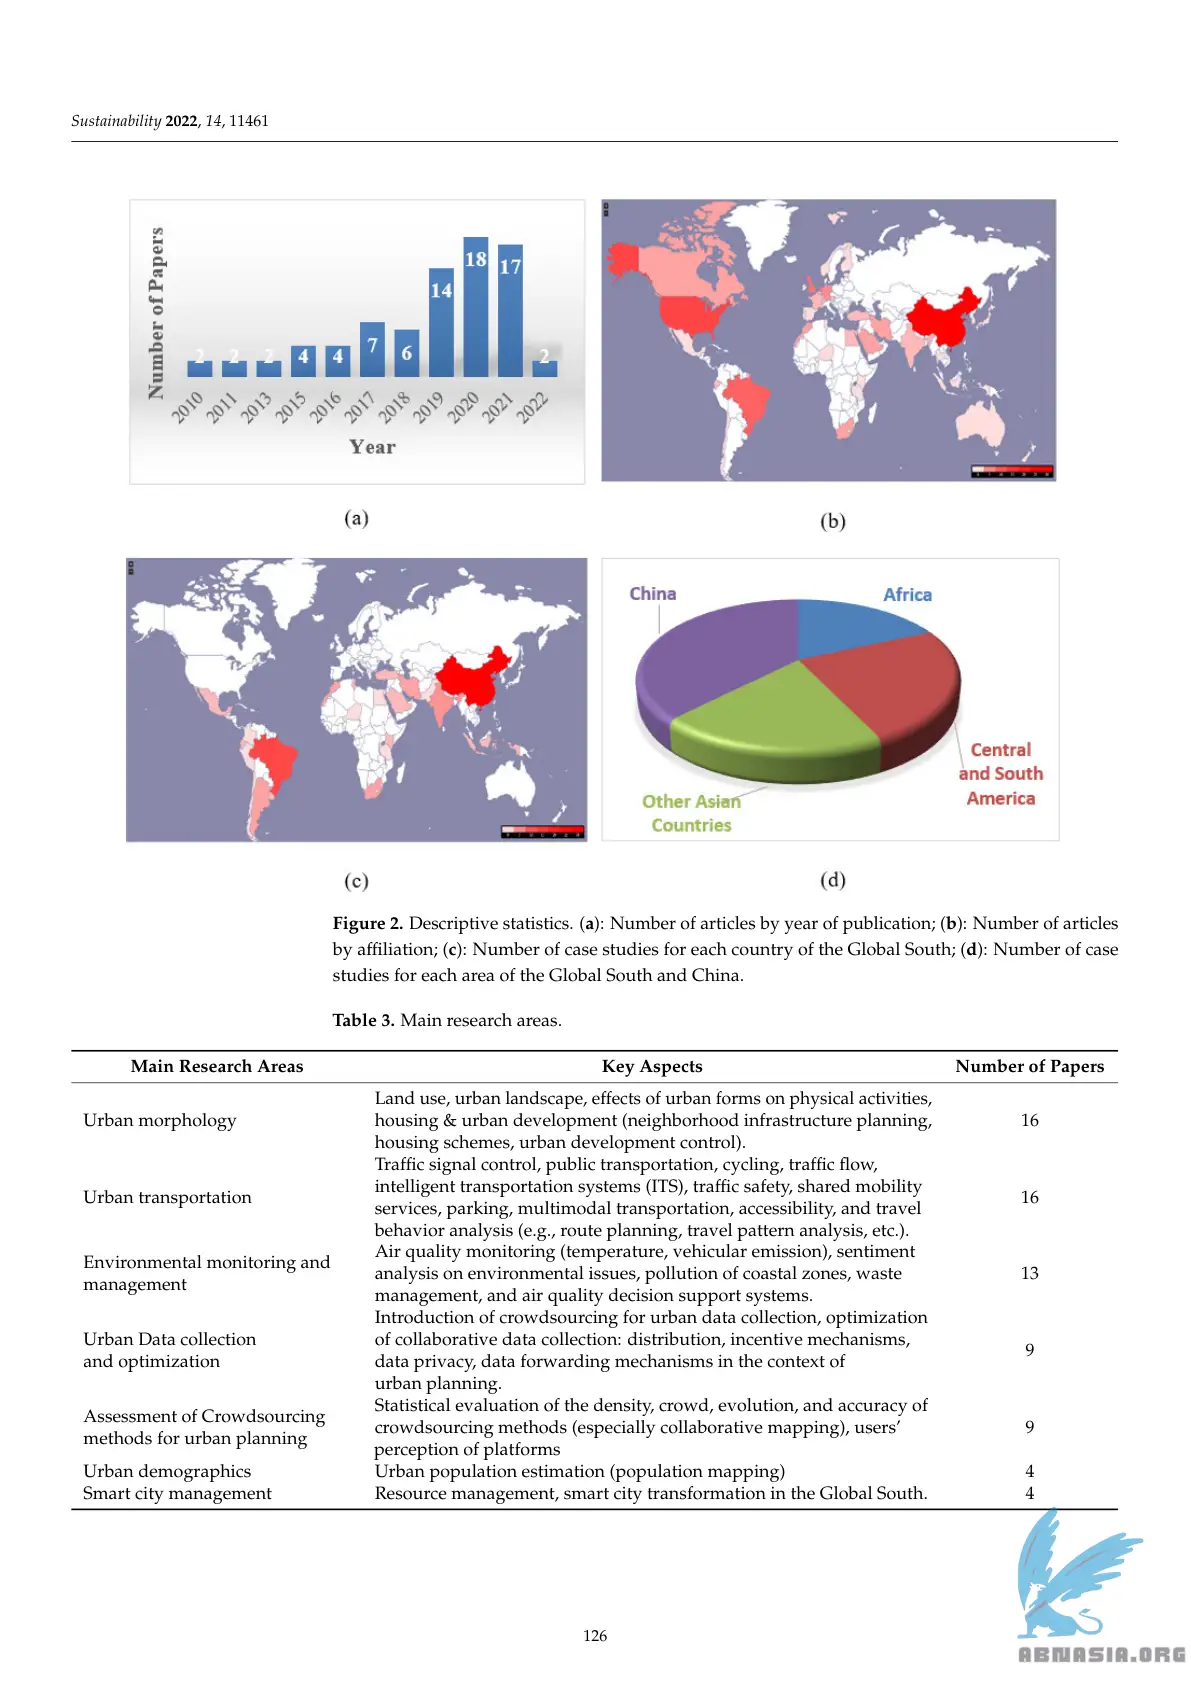 Sustainability 2022, 14, 11461
Number of Papers
2
2
2
4
4
7
6
14
18
17
2
2010
2011
2013
2015
2016
2017
2018
2019
2020
2021
2022
Year
(a)
(b)
(c)
China
Africa
Central
and South
America
Other Asian
Countries
(d)
Figure 2. Descriptive statistics. (a): Number of articles by year of publication; (b): Number of articles
by affiliation; (c): Number of case studies for each country of the Global South; (d): Number of case
studies for each area of the Global South and China.
Table 3. Main research areas.
Main Research Areas Key Aspects Number of Papers
Urban morphology
Land use, urban landscape, effects of urban forms on physical activities,
housing & urban development (neighborhood infrastructure planning,
housing schemes, urban development control).
16
Urban transportation
Traffic signal control, public transportation, cycling, traffic flow,
intelligent transportation systems (ITS), traffic safety, shared mobility
services, parking, multimodal transportation, accessibility, and travel
behavior analysis (e.g., route planning, travel pattern analysis, etc.).
16
Environmental monitoring and
management
Air quality monitoring (temperature, vehicular emission), sentiment
analysis on environmental issues, pollution of coastal zones, waste
management, and air quality decision support systems.
13
Urban Data collection
and optimization
Introduction of crowdsourcing for urban data collection, optimization
of collaborative data collection: distribution, incentive mechanisms,
data privacy, data forwarding mechanisms in the context of
urban planning.
9
Assessment of Crowdsourcing
methods for urban planning
Statistical evaluation of the density, crowd, evolution, and accuracy of
crowdsourcing methods (especially collaborative mapping), users'
perception of platforms
9
Urban demographics Urban population estimation (population mapping) 4
Smart city management Resource management, smart city transformation in the Global South. 4
126
ABNASIA.ORG